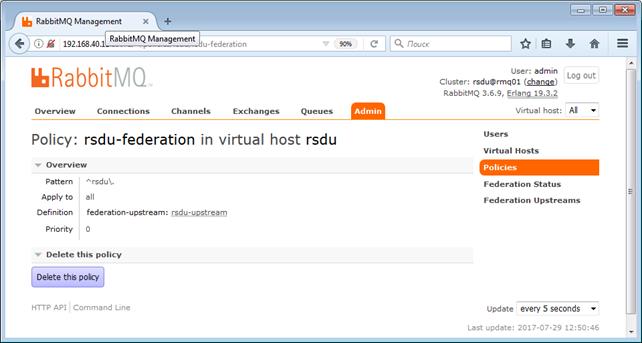 RabbitMQ Management
RabbitMQ Management
192.168.40.1
rsdu-federation
90%
Поиск
RabbitMQ
User: admin
Log out
Cluster: rsdu@rmq01 (change)
RabbitMQ 3.6.9, Erlang 19.3.2
Overview Connections Channels Exchanges Queues Admin
Virtual host: All
Policy: rsdu-federation in virtual host rsdu
Users
Virtual Hosts
Policies
Federation Status
Federation Upstreams
Overview
Pattern ^rsdu\.
Apply to all
Definition federation-upstream: rsdu-upstream
Priority 0
Delete this policy
Delete this policy
HTTP API Command Line
Update every 5 seconds
Last update: 2017-07-29 12:50:46